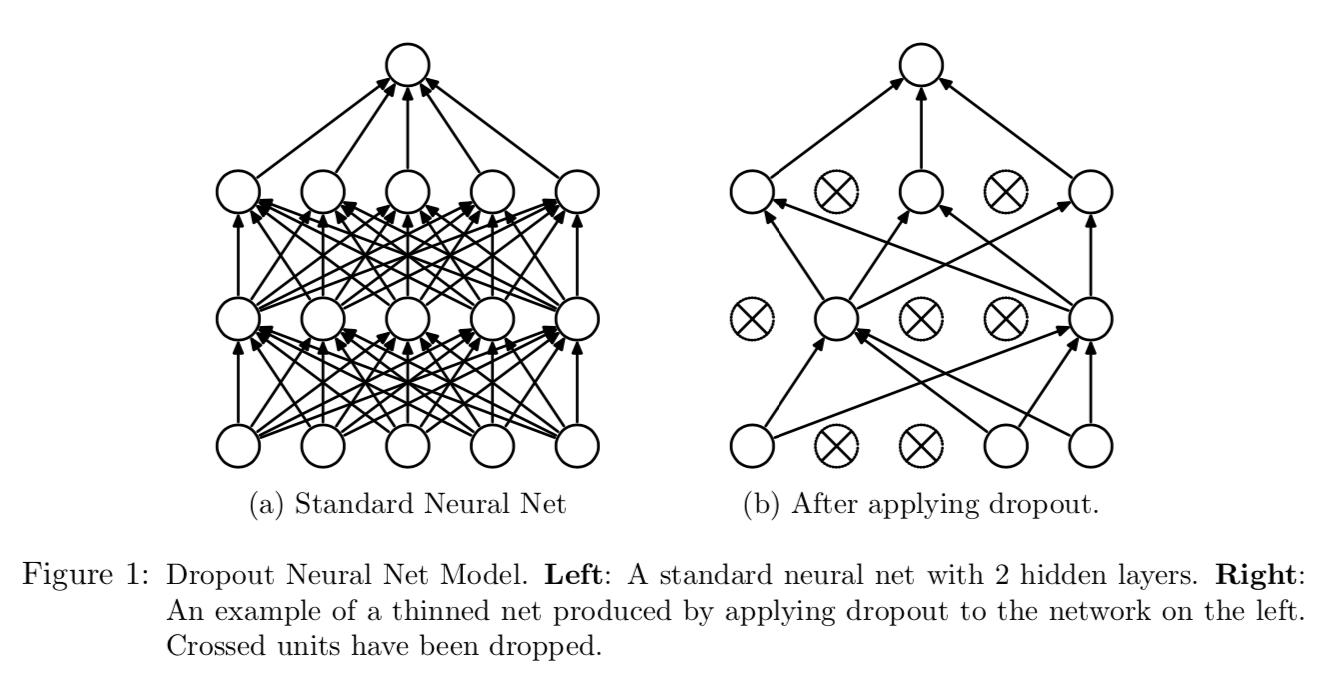 (a) Standard Neural Net
(b) After applying dropout.
Figure 1: Dropout Neural Net Model. Left: A standard neural net with 2 hidden layers. Right:
An example of a thinned net produced by applying dropout to the network on the left.
Crossed units have been dropped.